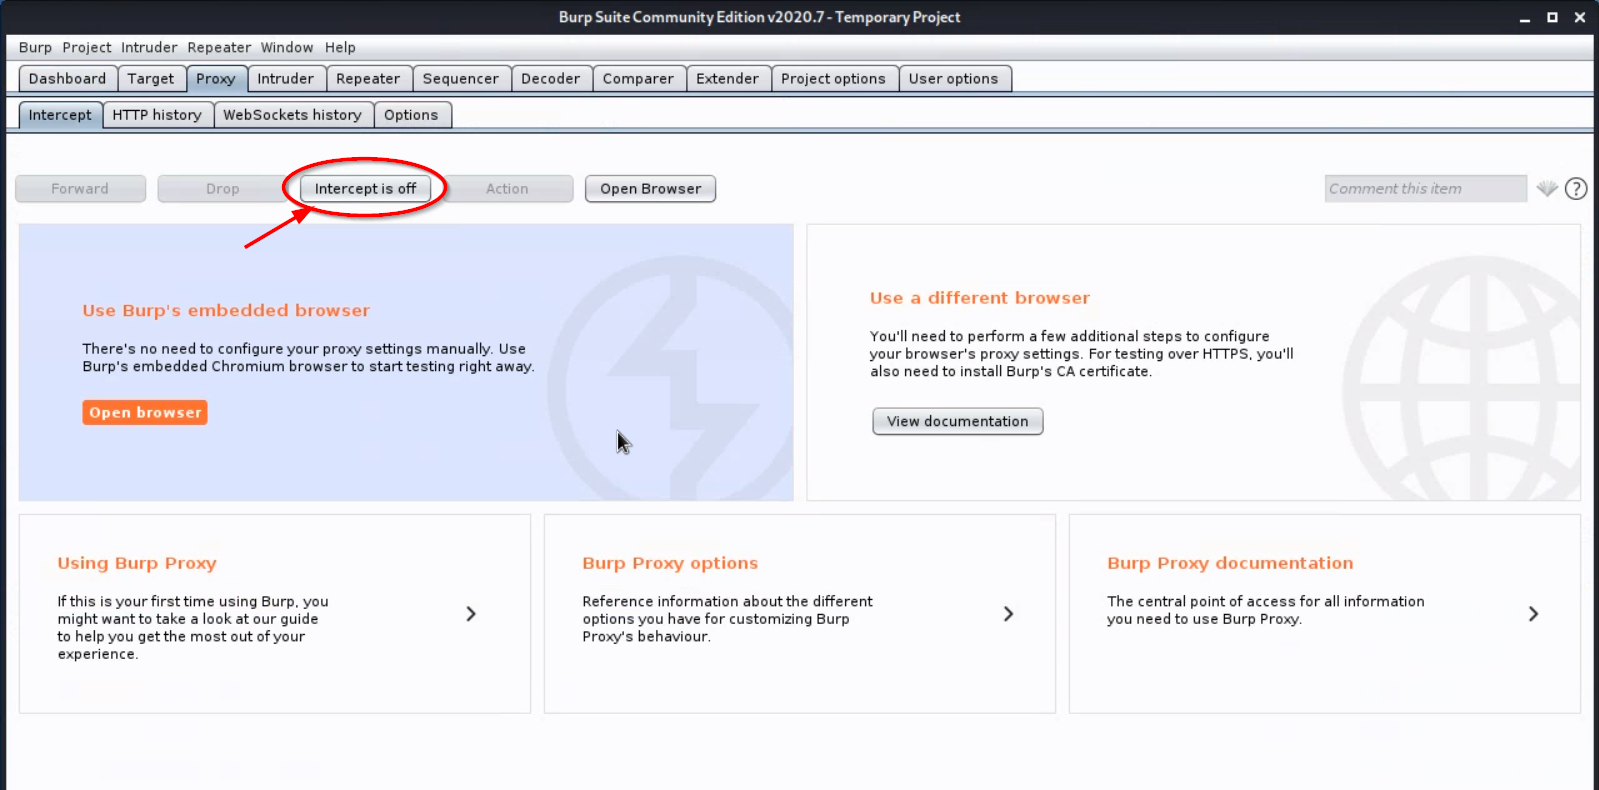 Burp Suite Community Edition v2020.7 - Temporary Project
Burp Project Intruder Repeater Window Help
Dashboard Target Proxy Intruder Repeater Sequencer Decoder Comparer Extender Project options User options
Intercept HTTP history WebSockets history Options
Forward Drop Intercept is off Action Open Browser Comment this item ?
Use Burp's embedded browser
There's no need to configure your proxy settings manually. Use
Burp's embedded Chromium browser to start testing right away.
Open browser
Use a different browser
You'll need to perform a few additional steps to configure
your browser's proxy settings. For testing over HTTPS, you'll
also need to install Burp's CA certificate.
View documentation
Using Burp Proxy
If this is your first time using Burp, you
might want to take a look at our guide
to help you get the most out of your
experience.
Burp Proxy options
Reference information about the different
options you have for customizing Burp
Proxy's behaviour.
Burp Proxy documentation
The central point of access for all information
you need to use Burp Proxy.